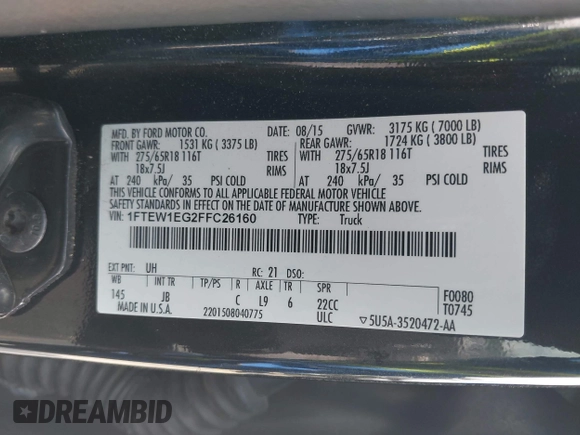 MFD. BY FORD MOTOR CO. DATE: 08/15 GVWR: 3175 KG ( 7000 LB)
FRONT GAWR: 1531 KG ( 3375 LB) REAR GAWR: 1724 KG ( 3800 LB)
WITH 275/65R18 116T TIRES WITH 275/65R18 116T TIRES
18x7.5J RIMS 18x7.5J RIMS
AT 240 kPa/ 35 PSI COLD AT 240 kPa/ 35 PSI COLD
THIS VEHICLE CONFORMS TO ALL APPLICABLE FEDERAL MOTOR VEHICLE
SAFETY AND THEFT PREVENTION STANDARDS IN EFFECT ON THE
DATE OF MANUFACTURE SHOWN ABOVE.
VIN: 1FTEW1EG2FFC26160 TYPE: Truck
EXT PNT: UH RC: 21 DSO:
WB INT TR TP/PS R AXLE TR SPR F0080
145 JB C L9 6 22CC T0745
MADE IN U.S.A. 2201508040775 ULC ▽5U5A-3520472-AA
DREAMBID